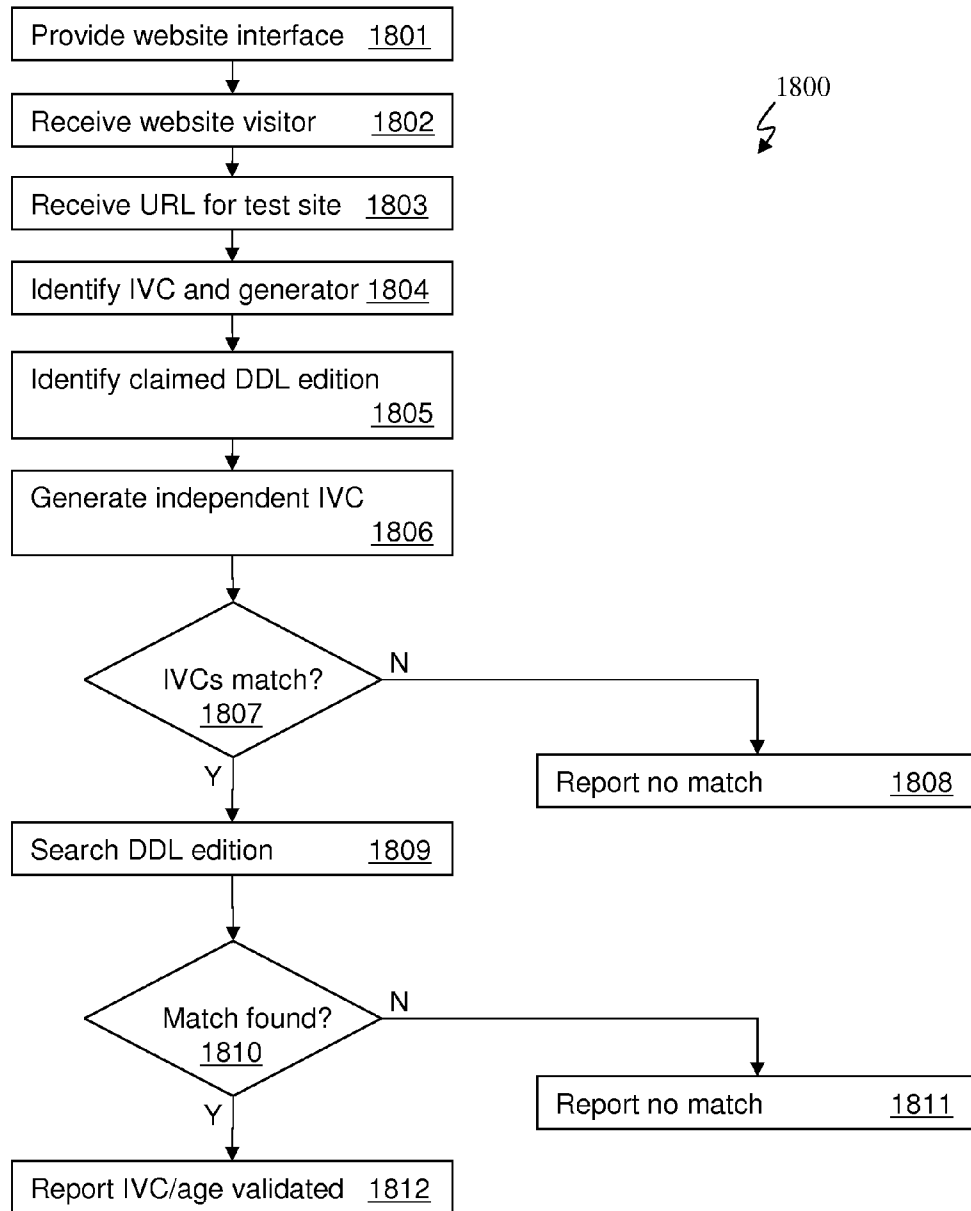 Provide website interface 1801
1800
Receive website visitor 1802
Receive URL for test site 1803
Identify IVC and generator 1804
Identify claimed DDL edition
1805
Generate independent IVC
1806
N
IVCs match?
1807
Y
Report no match 1808
Search DDL edition 1809
N
Match found?
1810
Y
Report no match 1811
Report IVC/age validated 1812